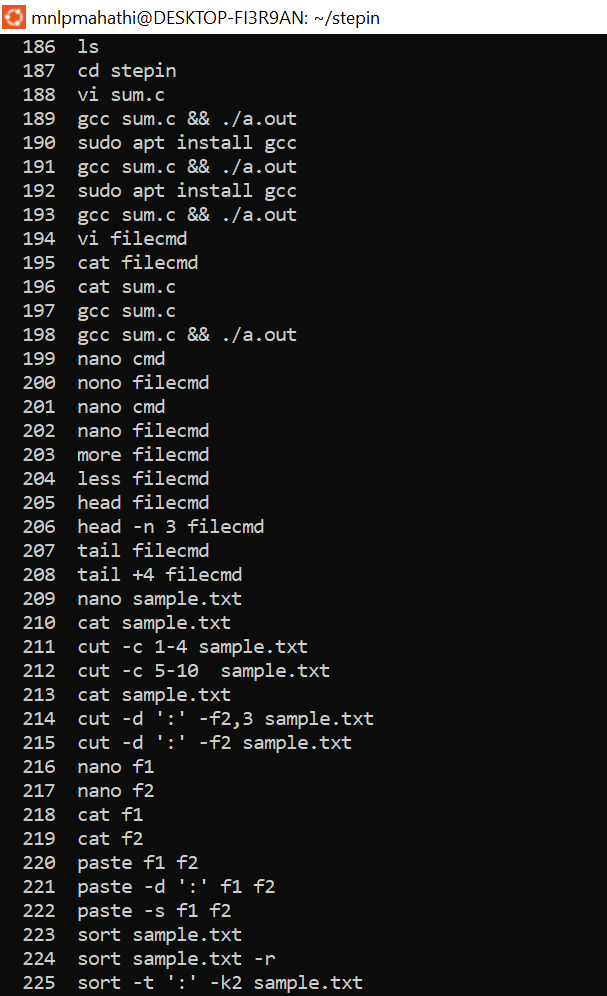 mnlpmahathi@DESKTOP-FI3R9AN: ~/stepin
186 ls
187 cd stepin
188 vi sum.c
189 gcc sum.c && ./a.out
190 sudo apt install gcc
191 gcc sum.c && ./a.out
192 sudo apt install gcc
193 gcc sum.c && ./a.out
194 vi filecmd
195 cat filecmd
196 cat sum.c
197 gcc sum.c
198 gcc sum.c && ./a.out
199 nano cmd
200 nono filecmd
201 nano cmd
202 nano filecmd
203 more filecmd
204 less filecmd
205 head filecmd
206 head -n 3 filecmd
207 tail filecmd
208 tail +4 filecmd
209 nano sample.txt
210 cat sample.txt
211 cut -c 1-4 sample.txt
212 cut -c 5-10  sample.txt
213 cat sample.txt
214 cut -d ':' -f2,3 sample.txt
215 cut -d ':' -f2 sample.txt
216 nano f1
217 nano f2
218 cat f1
219 cat f2
220 paste f1 f2
221 paste -d ':' f1 f2
222 paste -s f1 f2
223 sort sample.txt
224 sort sample.txt -r
225 sort -t ':' -k2 sample.txt